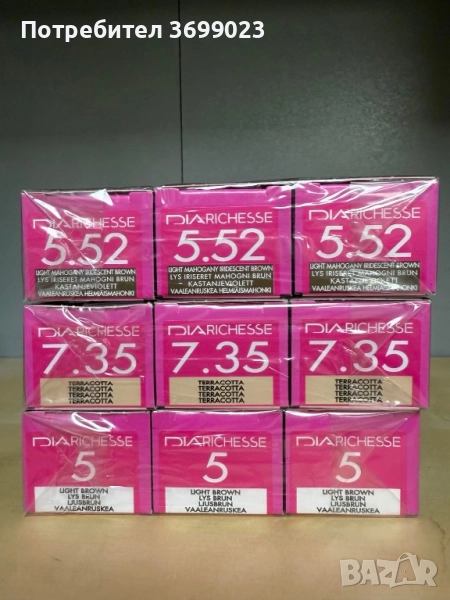 Потребител 3699023
DIARICHESSE DIARICHESSE DIARICHESSE
5.52 5.52 5.52
LIGHT MAHOGANY IRIDESCENT BROWN LIGHT MAHOGANY IRIDESCENT BROWN LIGHT MAHOGANY IRIDESCENT BROWN
LYS IRISERET MAHOGNI BRUN LYS IRISERET MAHOGNI BRUN LYS IRISERET MAHOGNI BRUN
KASTANJEVIOLETT KASTANJEVIOLETT KASTANJEVIOLETT
VAALEANRUSKEA HELMIÄISMAHONKI VAALEANRUSKEA HELMIÄISMAHONKI VAALEANRUSKEA HELMIÄISMAHONKI
DIARICHESSE DIARICHESSE DIARICHESSE
7.35 7.35 7.35
TERRACOTTA TERRACOTTA TERRACOTTA
TERRACOTTA TERRACOTTA TERRACOTTA
TERRACOTTA TERRACOTTA TERRACOTTA
TERRACOTTA TERRACOTTA TERRACOTTA
DIARICHESSE DIARICHESSE DIARICHESSE
5 5 5
LIGHT BROWN LIGHT BROWN LIGHT BROWN
LYS BRUN LYS BRUN LYS BRUN
LJUSBRUN LJUSBRUN LJUSBRUN
VAALEANRUSKEA VAALEANRUSKEA VAALEANRUSKEA
BAZAR